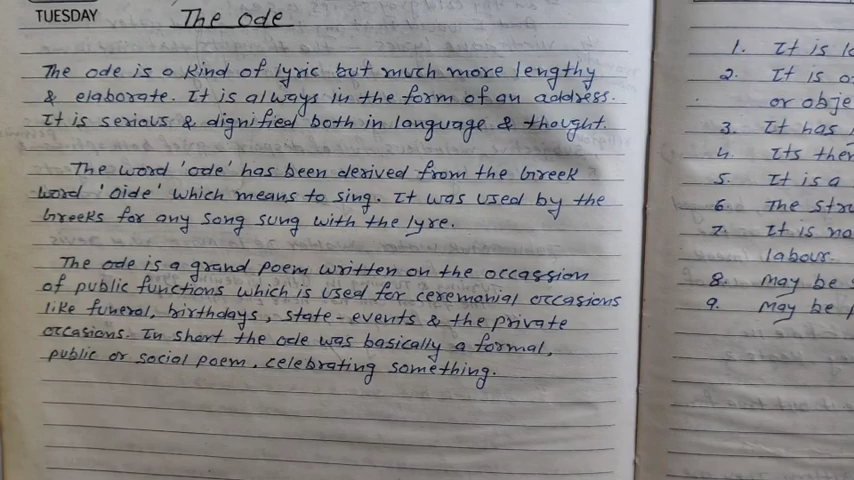 TUESDAY
The ode
The ode is a kind of lyric but much more lengthy
& elaborate. It is always in the form of an address.
It is serious & dignified both in language & thought.
The word 'ode' has been derived from the Greek
word 'oide' which means to sing. It was used by the
Greeks for any song sung with the lyre.
The ode is a grand poem written on the occassion
of public functions which is used for ceremonial occasions
like funeral, birthdays, state-events & the private
occasions. In short the ode was basically a formal,
public or social poem, celebrating something.
1. It is
2. It is
or
3. It has
4. Its
5. It is a
6. The
7. It is
labour.
8. may be
9. may be